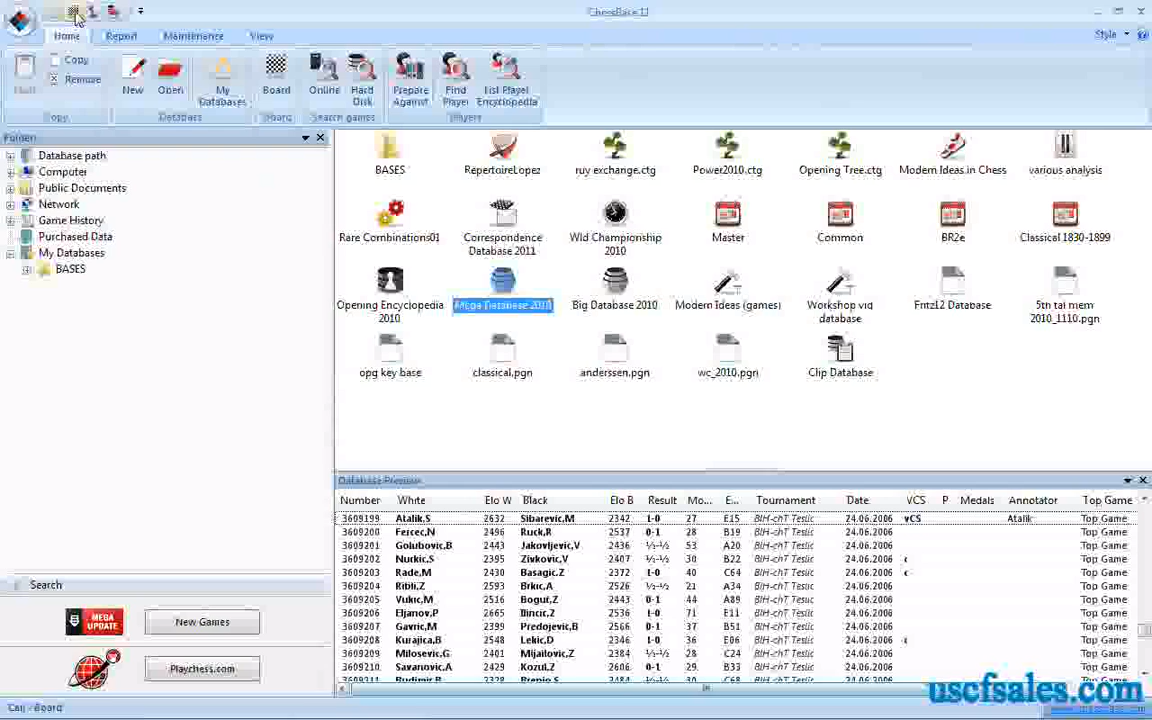 ChessBase 11
Home Report Maintenance View Style
Copy
Remove
New Open My Databases Board Online Hard Disk Prepare Against Find Player List Player Encyclopedia
Copy Database Board Search games Players
Database path
Computer
Public Documents
Network
Game History
Purchased Data
My Databases
BASES
BASES RepertoireLopez ruy exchange.ctg Power2010.ctg Opening Tree.ctg Modern Ideas in Chess various analysis
Rare Combinations01 Correspondence Database 2011 Wld Championship 2010 Master Common BR2e Classical 1830-1899
Opening Encyclopedia 2010 Mega Database 2010 Big Database 2010 Modern Ideas (games) Workshop vid database Fritz12 Database 5tn tal mem 2010_1110.pgn
opg key base classical.pgn anderssen.pgn wc_2010.pgn Clip Database
Database Preview
Number White Elo W Black Elo B Result Mo... E... Tournament Date VCS P Medals Annotator Top Game
3609199 Atalik,S 2632 Sibarevic,M 2342 1-0 27 E15 BIH-chT Teslic 24.06.2006 vCS Atalik Top Game
3609200 Fercec,N 2496 Ruck,R 2537 0-1 28 B19 BIH-chT Teslic 24.06.2006 Top Game
3609201 Golubovic,B 2443 Jakovljevic,V 2436 ½-½ 53 A20 BIH-chT Teslic 24.06.2006 Top Game
3609202 Nurkic,S 2395 Zivkovic,V 2407 ½-½ 30 B22 BIH-chT Teslic 24.06.2006 c Top Game
3609203 Rade,M 2430 Basagic,Z 2372 1-0 40 C64 BIH-chT Teslic 24.06.2006 c Top Game
3609204 Ribli,Z 2593 Brkic,A 2526 ½-½ 21 A34 BIH-chT Teslic 24.06.2006 Top Game
3609205 Vukic,M 2516 Bogut,Z 2443 ½-½ 44 A89 BIH-chT Teslic 24.06.2006 Top Game
3609206 Eljanov,P 2665 Ilincic,Z 2536 1-0 71 E11 BIH-chT Teslic 24.06.2006 Top Game
3609207 Gavric,M 2399 Predojevic,B 2566 0-1 37 B51 BIH-chT Teslic 24.06.2006 Top Game
3609208 Kurajica,B 2548 Lekic,D 2346 1-0 36 E06 BIH-chT Teslic 24.06.2006 c Top Game
3609209 Milosevic,G 2401 Mijailovic,Z 2384 ½-½ 28 C24 BIH-chT Teslic 24.06.2006 Top Game
3609210 Savanovic,A 2429 Kozul,Z 2606 0-1 29 B33 BIH-chT Teslic 24.06.2006 Top Game
Search
MEGA UPDATE New Games
Playchess.com
uscfsales.com